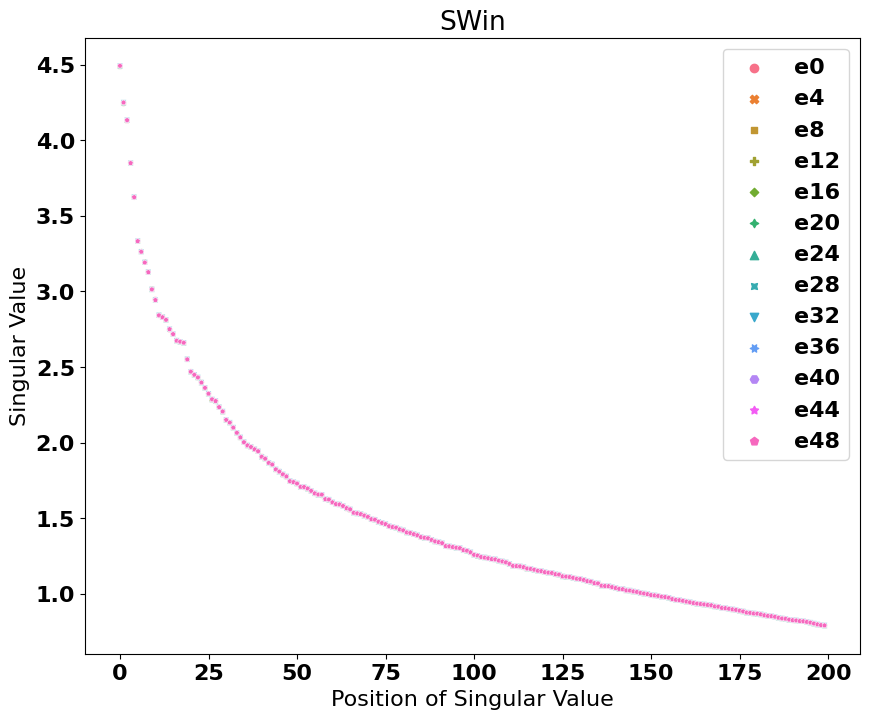 SWin
4.5
4.0
3.5
3.0
2.5
2.0
1.5
1.0
Singular Value
0 25 50 75 100 125 150 175 200
Position of Singular Value
e0
e4
e8
e12
e16
e20
e24
e28
e32
e36
e40
e44
e48